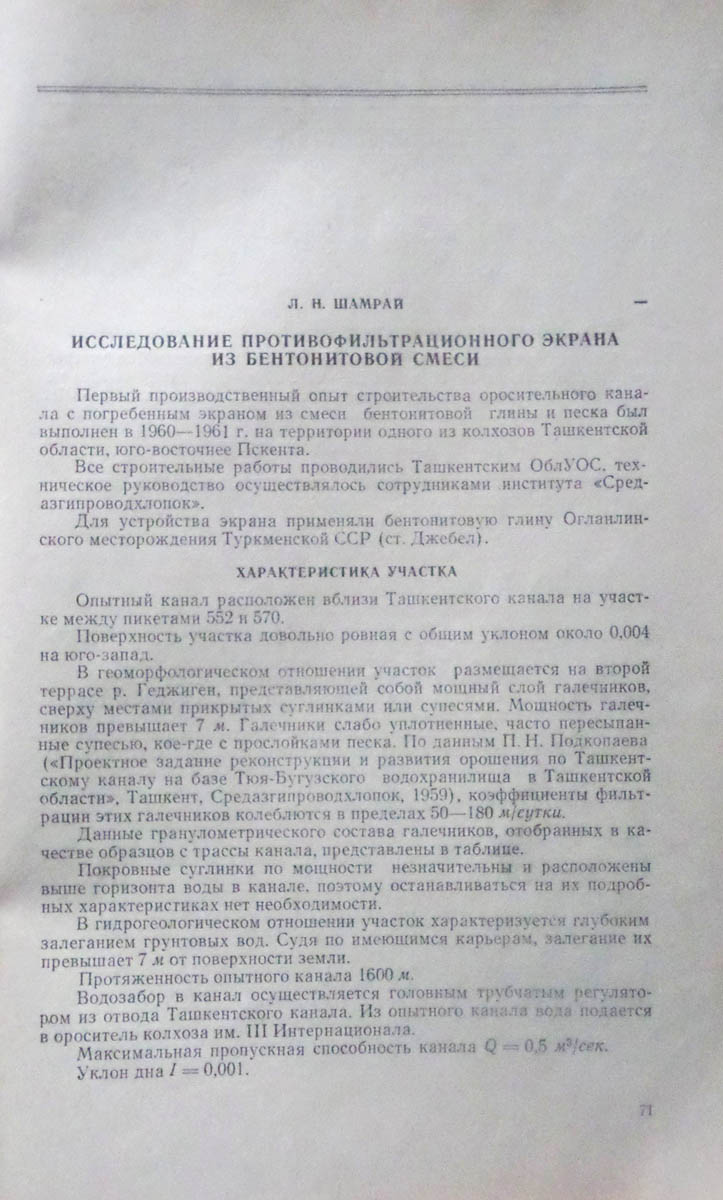 Л. Н. ШАМРАЙ
ИССЛЕДОВАНИЕ ПРОТИВОФИЛЬТРАЦИОННОГО ЭКРАНА
ИЗ БЕНТОНИТОВОЙ СМЕСИ
Первый производственный опыт строительства оросительного кана-
ла с погребенным экраном из смеси бентонитовой глины и песка был
выполнен в 1960—1961 г. на территории одного из колхозов Ташкентской
области, юго-восточнее Пскента.
Все строительные работы проводились Ташкентским ОблУОС, тех-
ническое руководство осуществлялось сотрудниками института «Сред-
азгипроводхлопок».
Для устройства экрана применяли бентонитовую глину Огланлин-
ского месторождения Туркменской ССР (ст. Джебел).
ХАРАКТЕРИСТИКА УЧАСТКА
Опытный канал расположен вблизи Ташкентского канала на участ-
ке между пикетами 552 и 570.
Поверхность участка довольно ровная с общим уклоном около 0,004
на юго-запад.
В геоморфологическом отношении участок размещается на второй
террасе р. Геджиген, представляющей собой мощный слой галечников,
сверху местами прикрытых суглинками или супесями. Мощность галеч-
ников превышает 7 м. Галечники слабо уплотненные, часто пересыпан-
ные супесью, кое-где с прослойками песка. По данным П. Н. Подкопаева
(«Проектное задание реконструкции и развития орошения по Ташкент-
скому каналу на базе Тюя-Бугузского водохранилища в Ташкентской
области», Ташкент, Средазгипроводхлопок, 1959), коэффициенты фильт-
рации этих галечников колеблются в пределах 50—180 м/сутки.
Данные гранулометрического состава галечников, отобранных в ка-
честве образцов с трассы канала, представлены в таблице.
Покровные суглинки по мощности незначительны и расположены
выше горизонта воды в канале, поэтому останавливаться на их подроб-
ных характеристиках нет необходимости.
В гидрогеологическом отношении участок характеризуется глубоким
залеганием грунтовых вод. Судя по имеющимся карьерам, залегание их
превышает 7 м от поверхности земли.
Протяженность опытного канала 1600 м.
Водозабор в канал осуществляется головным трубчатым регулято-
ром из отвода Ташкентского канала. Из опытного канала вода подается
в ороситель колхоза им. III Интернационала.
Максимальная пропускная способность канала Q = 0,5 м³/сек.
Уклон дна I = 0,001.
71